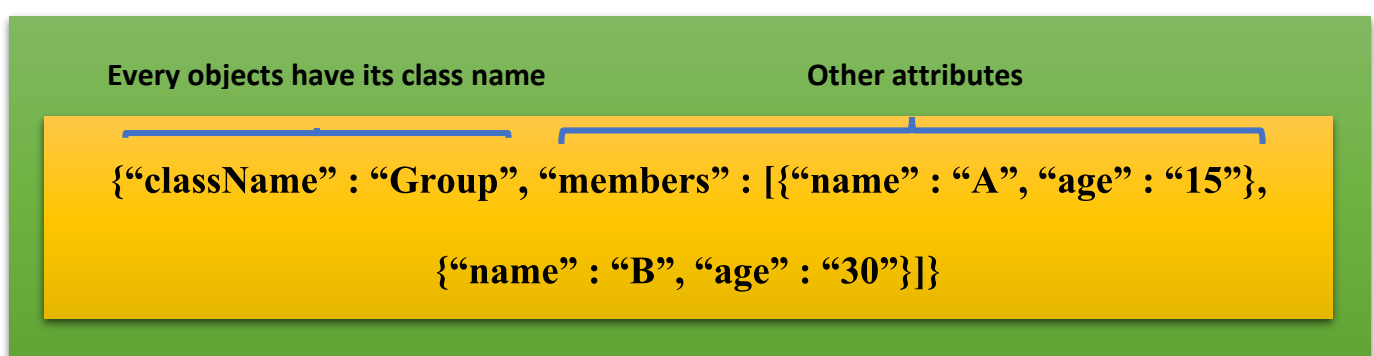 Every objects have its class name
Other attributes
{“className” : “Group”, “members” : [{“name” : “A”, “age” : “15”},
{“name” : “B”, “age” : “30”}]}